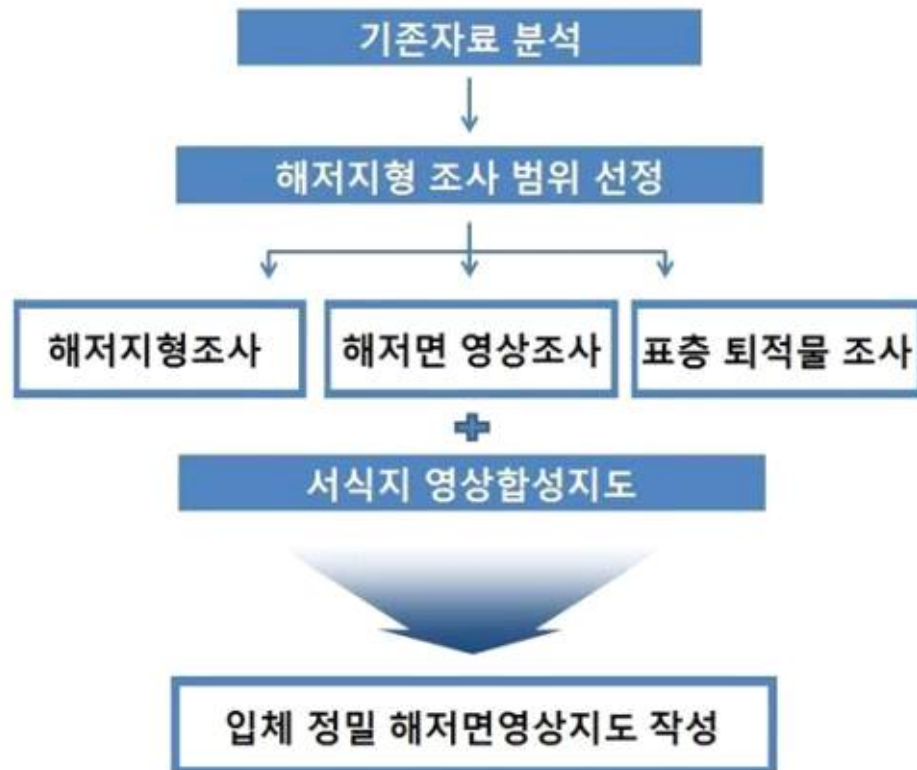 기존자료 분석
해저지형 조사 범위 선정
해저지형조사
해저면 영상조사
표층 퇴적물 조사
서식지 영상합성지도
입체 정밀 해저면영상지도 작성